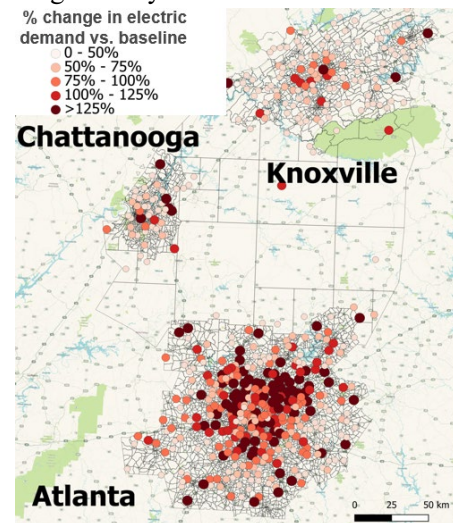 % change in electric
demand vs. baseline
0 - 50%
50% - 75%
75% - 100%
100% - 125%
>125%
Chattanooga
Knoxville
Atlanta
0 25 50 km